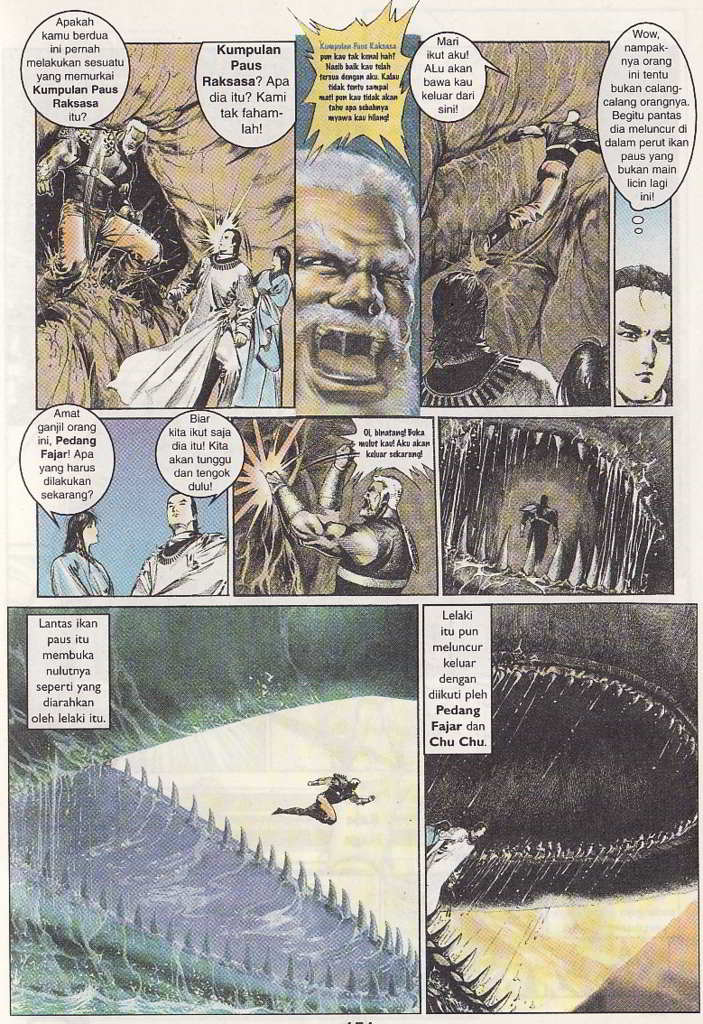 Apakah
kamu berdua
ini pernah
melakukan sesuatu
yang memurkai
Kumpulan Paus
Raksasa
itu?
Kumpulan
Paus
Raksasa? Apa
dia itu? Kami
tak faham-
lah!
Kumpulan Paus Raksasa
pun kau tak kenal hah?
Nasib baik kau telah
tersua dengan aku. Kalau
tidak tentu sampai
mati pun kau tidak akan
tahu apa sebabnya
nyawa kau hilang!
Mari
ikut aku!
ALu akan
bawa kau
keluar dari
sini!
Wow,
nampak-
nya orang
ini tentu
bukan calang-
calang orangnya.
Begitu pantas
dia meluncur di
dalam perut ikan
paus yang
bukan main
licin lagi
ini!
Amat
ganjil orang
ini, Pedang
Fajar! Apa
yang harus
dilakukan
sekarang?
Biar
kita ikut saja
dia itu! Kita
akan tunggu
dan tengok
dulu!
Oi, binatang! Buka
mulut kau! Aku akan
keluar sekarang!
Lantas ikan
paus itu
membuka
nulutnya
seperti yang
diarahkan
oleh lelaki itu.
Lelaki
itu pun
meluncur
keluar
dengan
diikuti pleh
Pedang
Fajar dan
Chu Chu.